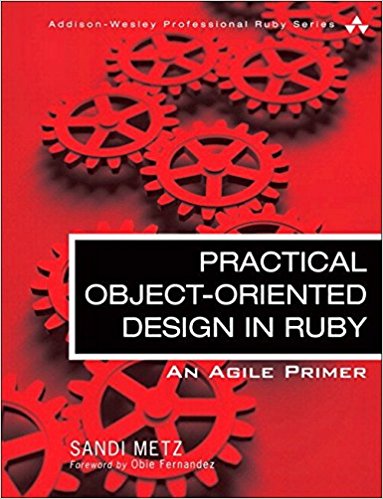 Addison-Wesley Professional Ruby Series
PRACTICAL
OBJECT-ORIENTED
DESIGN IN RUBY
AN AGILE PRIMER
SANDI METZ
Foreword by Obie Fernandez